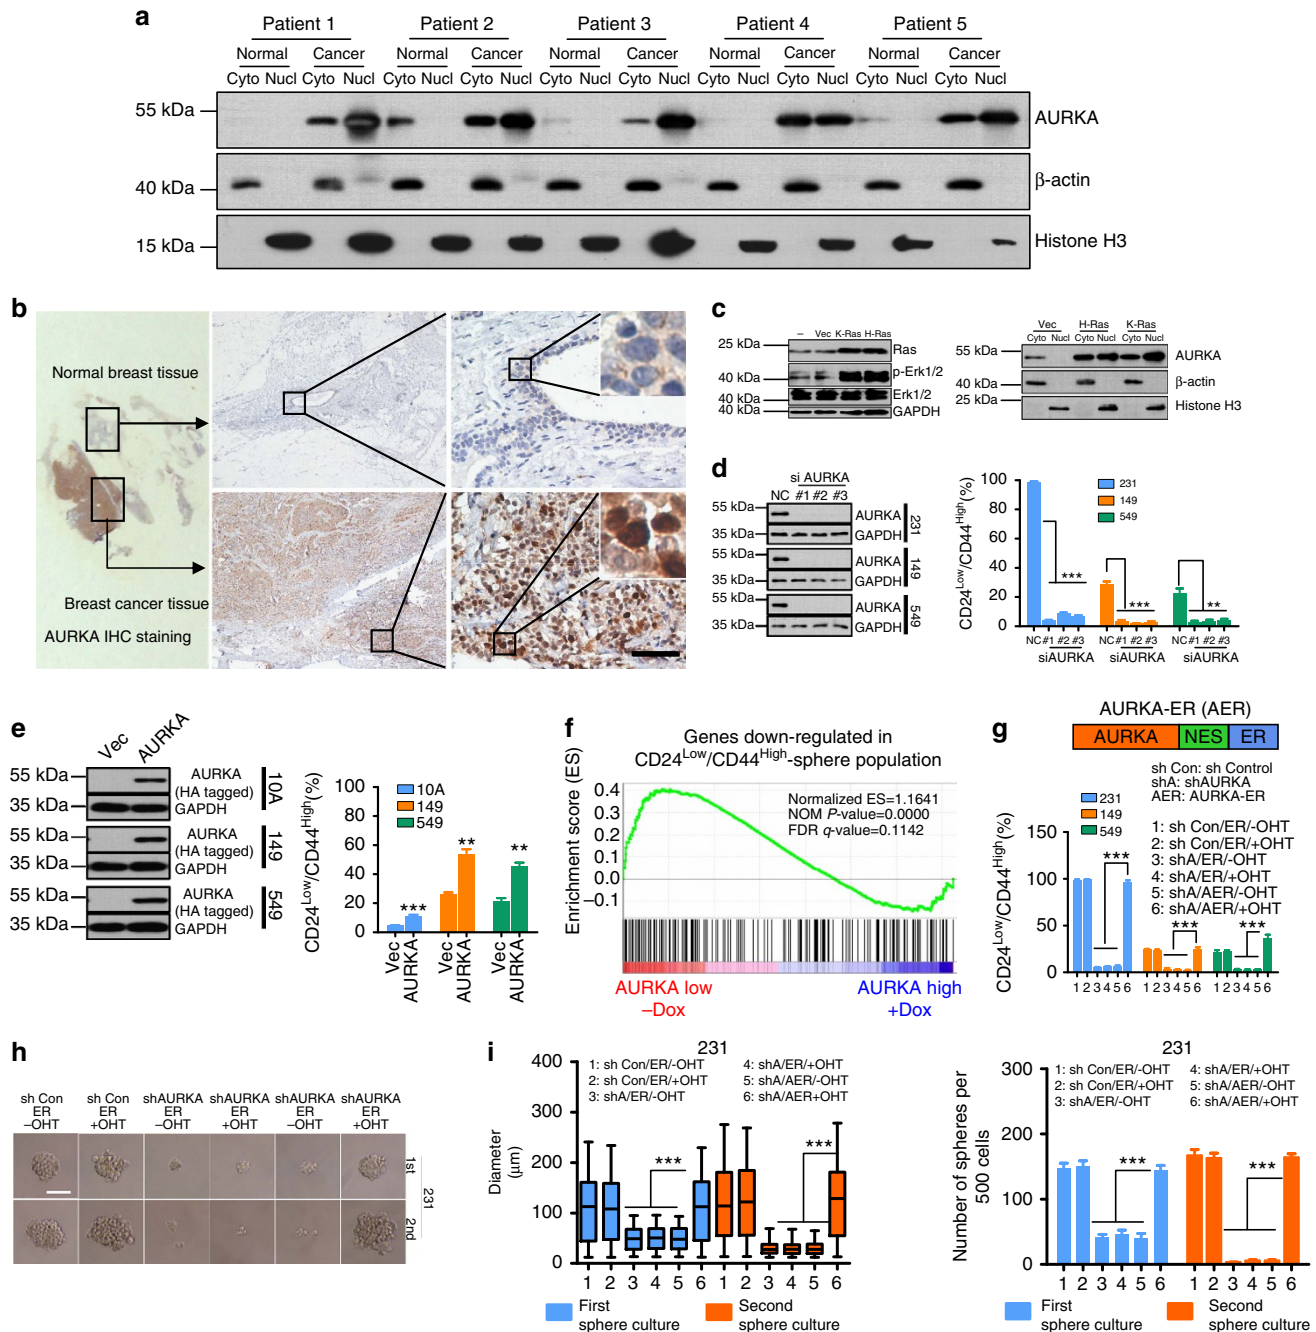 a
Patient 1 Patient 2 Patient 3 Patient 4 Patient 5
Normal Cancer Normal Cancer Normal Cancer Normal Cancer Normal Cancer
Cyto Nucl Cyto Nucl Cyto Nucl Cyto Nucl Cyto Nucl Cyto Nucl Cyto Nucl Cyto Nucl Cyto Nucl Cyto Nucl
55 kDa AURKA
40 kDa β-actin
15 kDa Histone H3
b
Normal breast tissue
Breast cancer tissue
AURKA IHC staining
c
– Vec K-Ras H-Ras
25 kDa Ras
40 kDa p-Erk1/2
40 kDa Erk1/2
40 kDa GAPDH
Vec H-Ras K-Ras
Cyto Nucl Cyto Nucl Cyto Nucl
55 kDa AURKA
40 kDa β-actin
25 kDa Histone H3
d
si AURKA
NC #1 #2 #3
55 kDa AURKA
35 kDa GAPDH
231
55 kDa AURKA
35 kDa GAPDH
149
55 kDa AURKA
35 kDa GAPDH
549
CD24Low/CD44High(%)
100
80
60
40
20
0
231
149
549
*** *** **
NC #1 #2 #3 NC #1 #2 #3 NC #1 #2 #3
siAURKA siAURKA siAURKA
e
Vec AURKA
55 kDa AURKA
(HA tagged)
35 kDa GAPDH
10A
55 kDa AURKA
(HA tagged)
35 kDa GAPDH
149
55 kDa AURKA
(HA tagged)
35 kDa GAPDH
549
CD24Low/CD44High(%)
100
80
60
40
20
0
10A
149
549
*** ** **
Vec AURKA Vec AURKA Vec AURKA
f
Genes down-regulated in
CD24Low/CD44High-sphere population
Enrichment score (ES)
0.4
0.3
0.2
0.1
0.0
–0.1
Normalized ES=1.1641
NOM P-value=0.0000
FDR q-value=0.1142
AURKA low AURKA high
–Dox +Dox
g
AURKA-ER (AER)
AURKA NES ER
sh Con: sh Control
shA: shAURKA
AER: AURKA-ER
231
149
549
1: sh Con/ER/-OHT
2: sh Con/ER/+OHT
3: shA/ER/-OHT
4: shA/ER/+OHT
5: shA/AER/-OHT
6: shA/AER/+OHT
CD24Low/CD44High(%)
150
100
50
0
*** *** ***
1 2 3 4 5 6 1 2 3 4 5 6 1 2 3 4 5 6
h
sh Con sh Con shAURKA shAURKA shAURKA shAURKA
ER ER ER ER ER ER
–OHT +OHT –OHT +OHT –OHT +OHT
1st
2nd
231
i
231
1: sh Con/ER/-OHT 4: shA/ER/+OHT
2: sh Con/ER/+OHT 5: shA/AER/-OHT
3: shA/ER/-OHT 6: shA/AER+OHT
Diameter
(μm)
400
300
200
100
0
*** ***
1 2 3 4 5 6 1 2 3 4 5 6
First
sphere culture
Second
sphere culture
231
1: sh Con/ER/-OHT 4: shA/ER/+OHT
2: sh Con/ER/+OHT 5: shA/AER/-OHT
3: shA/ER/-OHT 6: shA/AER/+OHT
Number of spheres per
500 cells
300
200
100
0
*** ***
1 2 3 4 5 6 1 2 3 4 5 6
First
sphere culture
Second
sphere culture